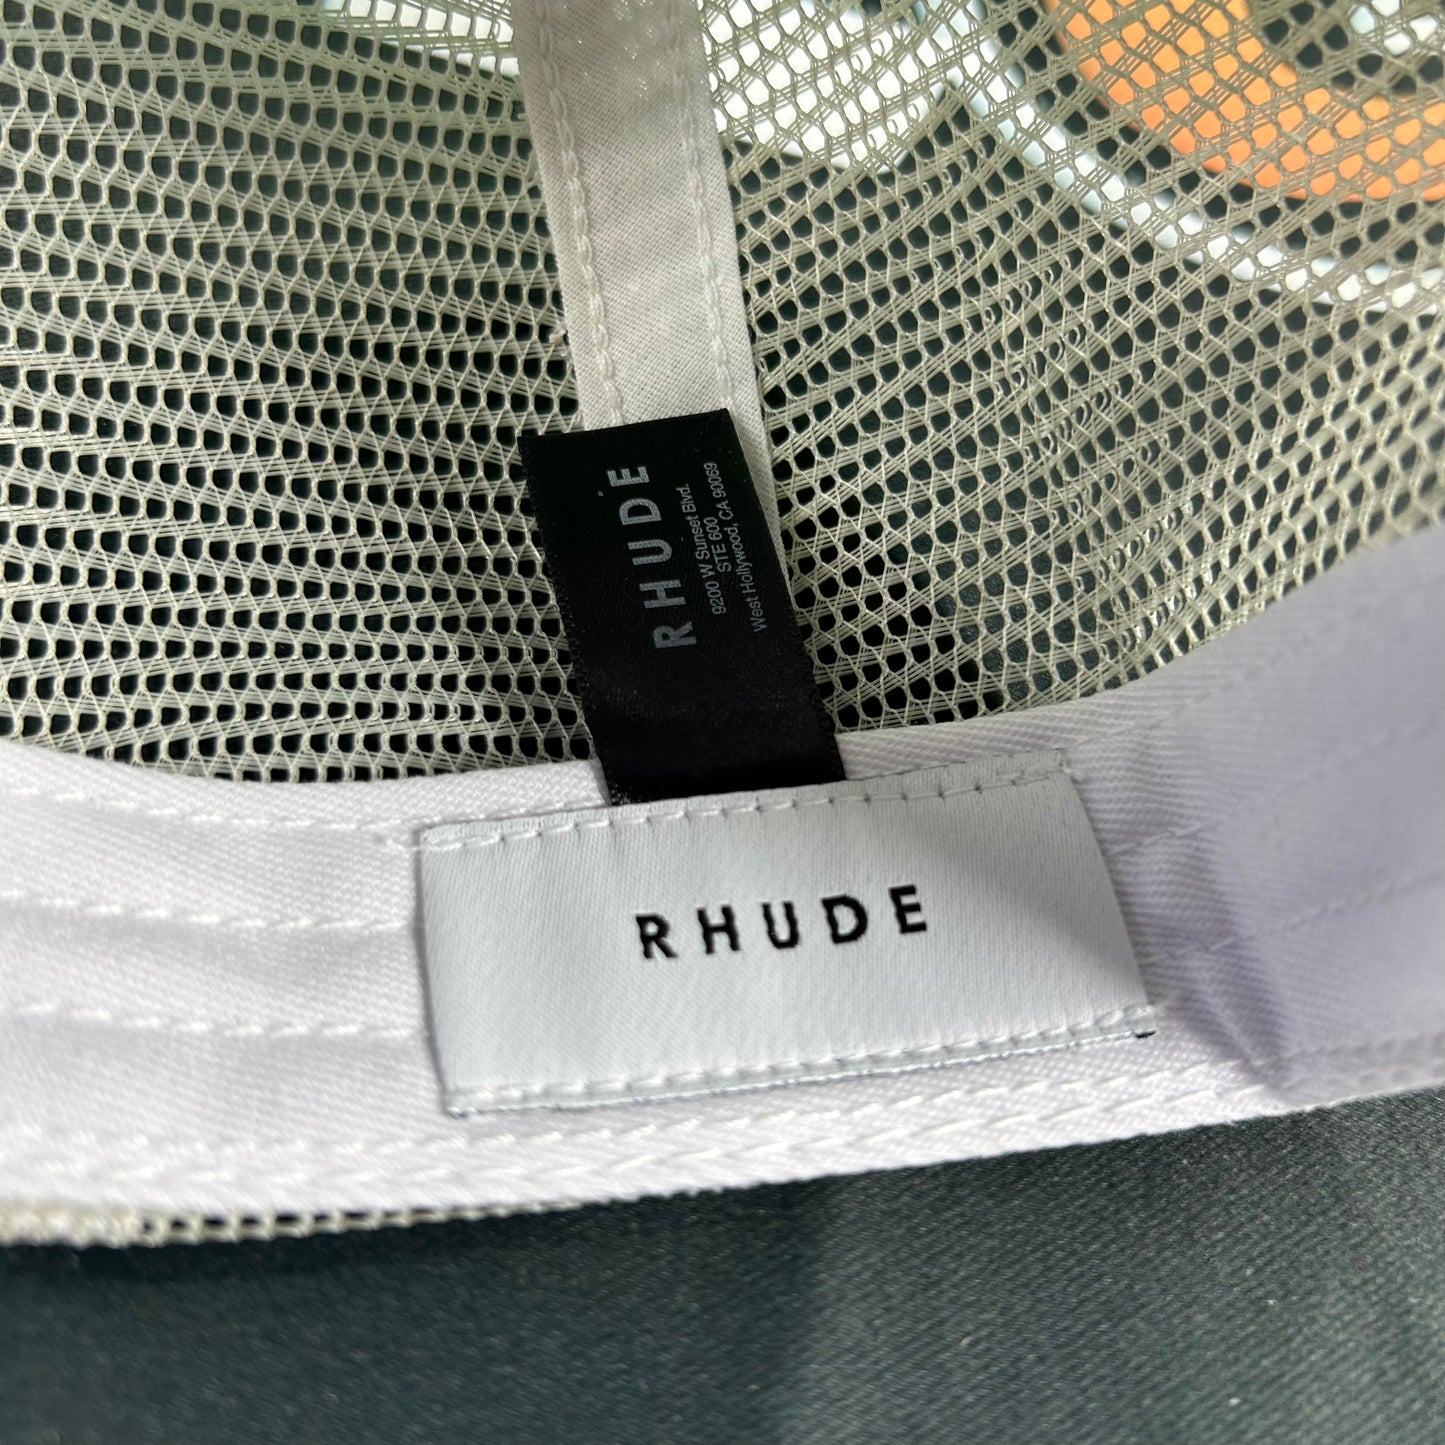 RHUDE
9200 W Sunset Blvd.
STE 600
West Hollywood, CA 90069
RHUDE